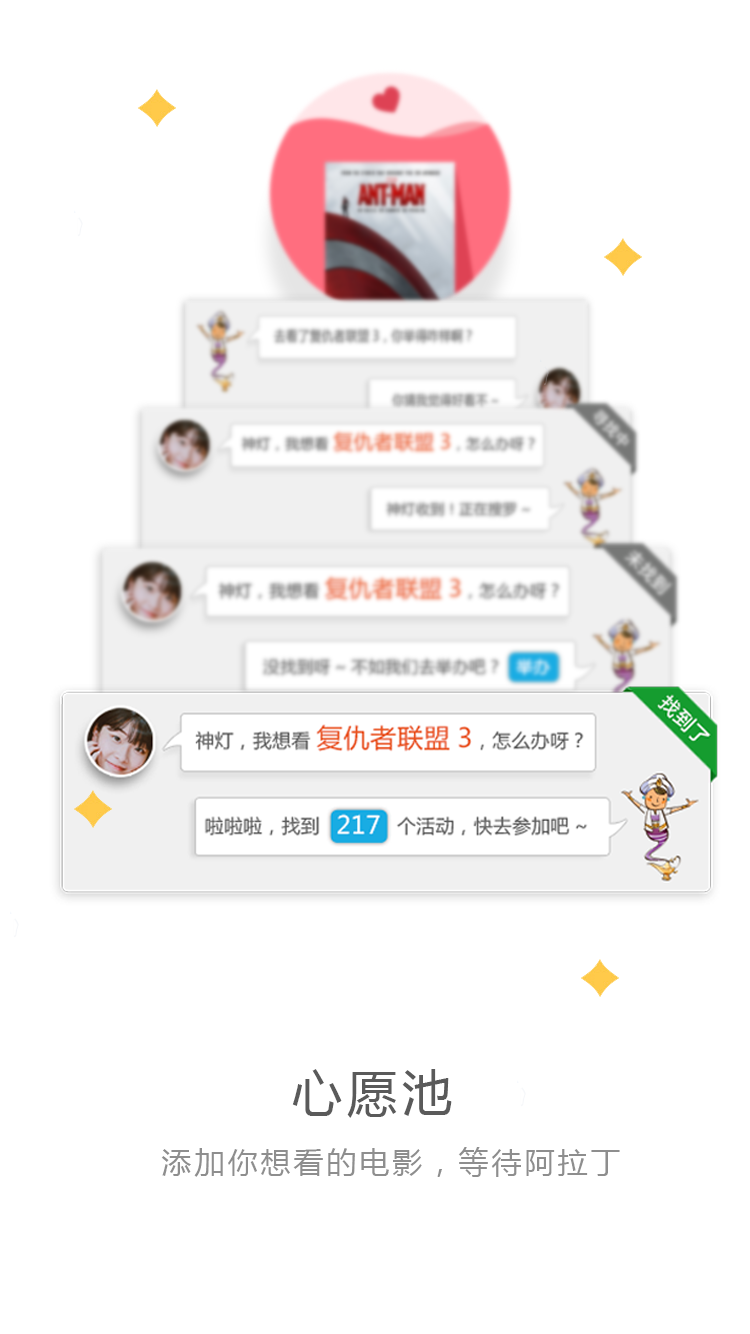 ANT-MAN
去看了复仇者联盟 3，你举得咋样啊？
你猜我觉得好看不 ~
寻找中
神灯，我想看 复仇者联盟 3，怎么办呀？
神灯收到！正在搜罗 ~
未找到
神灯，我想看 复仇者联盟 3，怎么办呀？
没找到呀 ~ 不如我们去举办吧？ 举办
找到了
神灯，我想看 复仇者联盟 3，怎么办呀？
啦啦啦，找到 217 个活动，快去参加吧 ~
心愿池
添加你想看的电影，等待阿拉丁